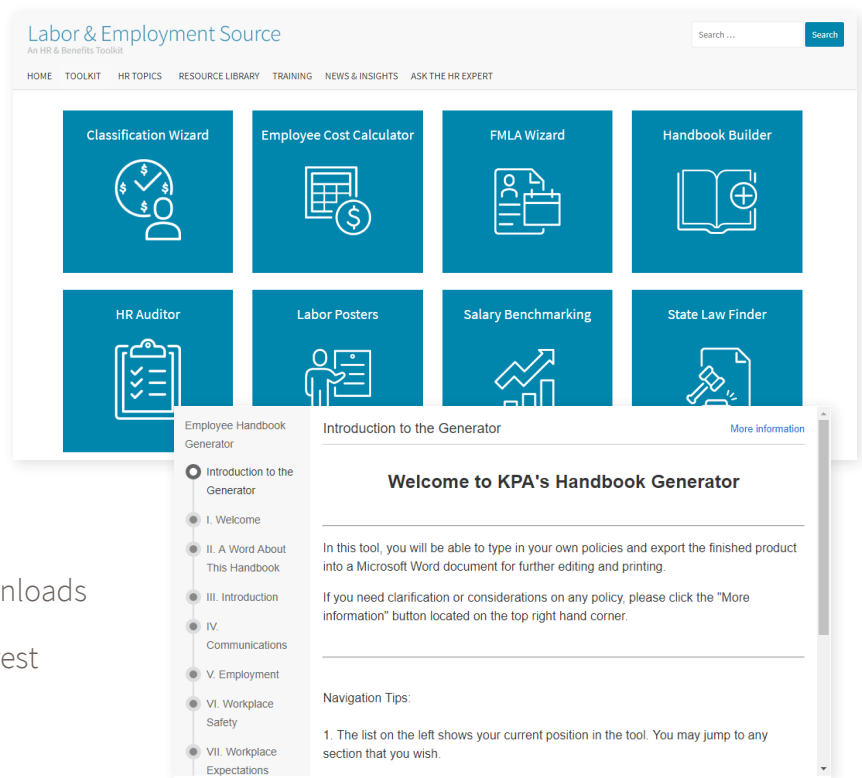 Labor & Employment Source
An HR & Benefits Toolkit
Search ...
Search
HOME TOOLKIT HR TOPICS RESOURCE LIBRARY TRAINING NEWS & INSIGHTS ASK THE HR EXPERT
Classification Wizard
Employee Cost Calculator
FMLA Wizard
Handbook Builder
HR Auditor
Labor Posters
Salary Benchmarking
State Law Finder
nloads
est
Employee Handbook
Generator
Introduction to the
Generator
I. Welcome
II. A Word About
This Handbook
III. Introduction
IV.
Communications
V. Employment
VI. Workplace
Safety
VII. Workplace
Expectations
Introduction to the Generator
More information
Welcome to KPA's Handbook Generator
In this tool, you will be able to type in your own policies and export the finished product
into a Microsoft Word document for further editing and printing.
If you need clarification or considerations on any policy, please click the "More
information" button located on the top right hand corner.
Navigation Tips:
1. The list on the left shows your current position in the tool. You may jump to any
section that you wish.